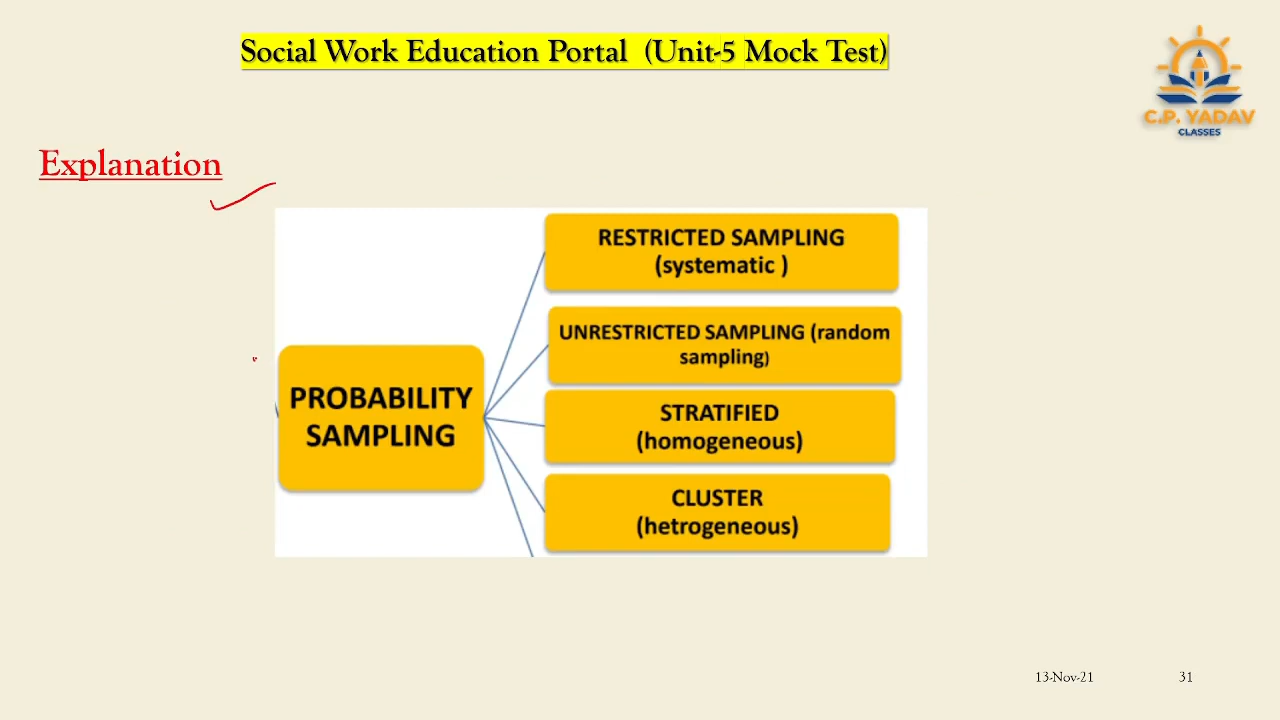 Social Work Education Portal (Unit-5 Mock Test)
C.P. YADAV
CLASSES
Explanation
RESTRICTED SAMPLING
(systematic )
UNRESTRICTED SAMPLING (random
sampling)
PROBABILITY
SAMPLING
STRATIFIED
(homogeneous)
CLUSTER
(hetrogeneous)
13-Nov-21
31